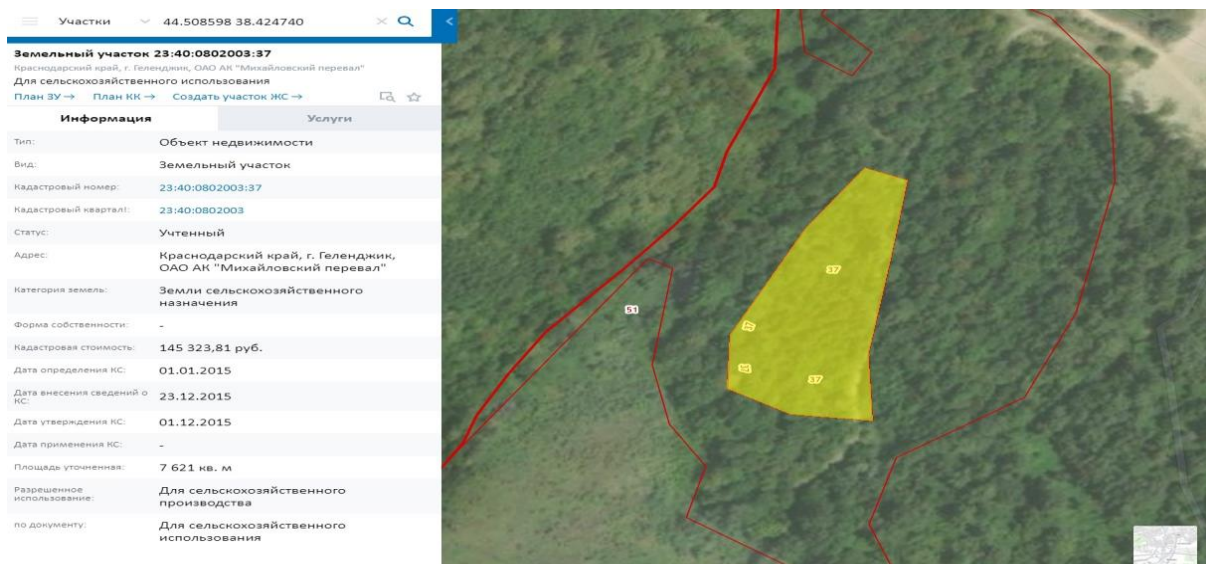 Участки 44.508598 38.424740
Земельный участок 23:40:0802003:37
Краснодарский край, г. Геленджик, ОАО АК "Михайловский перевал"
Для сельскохозяйственного использования
План ЗУ → План КК → Создать участок ЖС →
Информация Услуги
Тип: Объект недвижимости
Вид: Земельный участок
Кадастровый номер: 23:40:0802003:37
Кадастровый квартал: 23:40:0802003
Статус: Учтенный
Адрес: Краснодарский край, г. Геленджик,
ОАО АК "Михайловский перевал"
Категория земель: Земли сельскохозяйственного
назначения
Форма собственности: -
Кадастровая стоимость: 145 323,81 руб.
Дата определения КС: 01.01.2015
Дата внесения сведений о
КС: 23.12.2015
Дата утверждения КС: 01.12.2015
Дата применения КС: -
Площадь уточненная: 7 621 кв. м
Разрешенное
использование: Для сельскохозяйственного
производства
по документу: Для сельскохозяйственного
использования
37
51
37